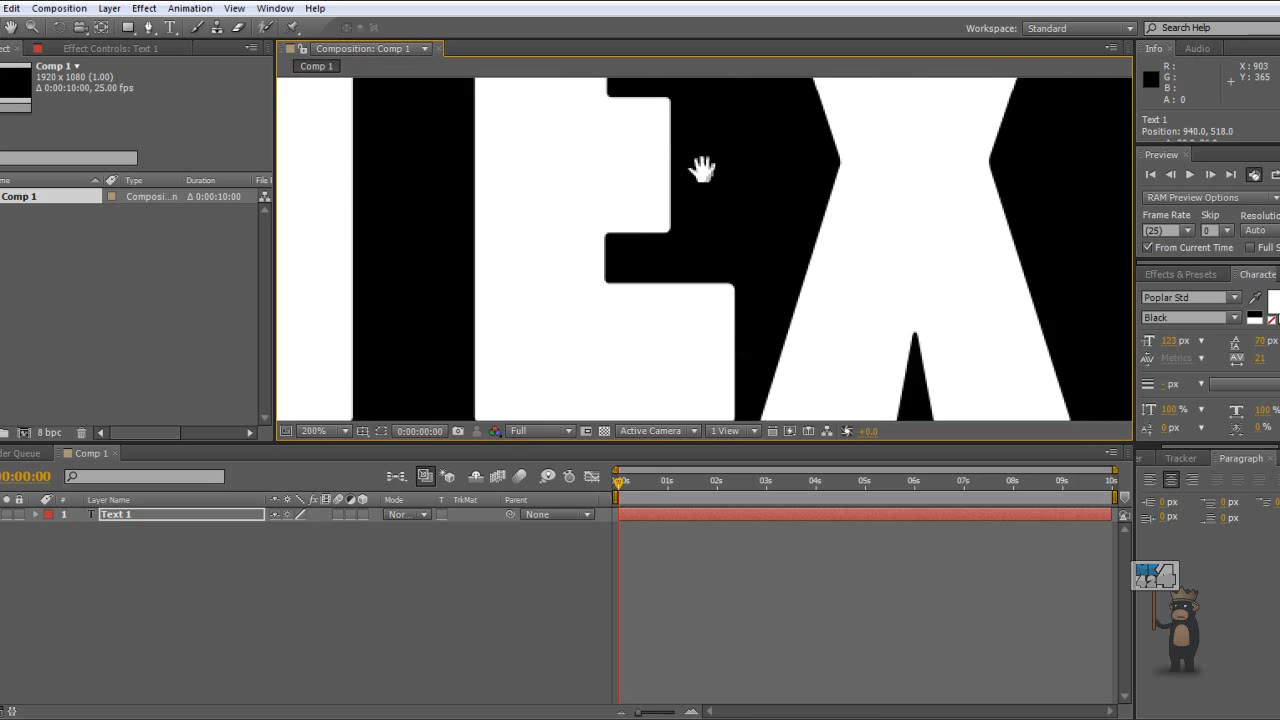 Edit Composition Layer Effect Animation View Window Help
Workspace: Standard Search Help
Effect Controls: Text 1 Composition: Comp 1 Info Audio
Comp 1
1920 x 1080 (1.00)
Δ 0:00:10:00, 25.00 fps
Comp 1
R :
G :
B :
A : 0
X : 903
Y : 365
Text 1
Position: 940.0, 518.0
Preview
RAM Preview Options
Frame Rate Skip Resoluti
(25) 0 Auto
From Current Time Full S
Type Duration File
Comp 1 Composi...n Δ 0:00:10:00
EX
Effects & Presets Characte
Poplar Std
Black
123 px 70 px
Metrics 21
- px
100 % 100 %
0 px 0 %
8 bpc 200% 0:00:00:00 Full Active Camera 1 View +0.0
Queue Comp 1 Tracker Paragraph
0:00:00
01s 02s 03s 04s 05s 06s 07s 08s 09s 10s
# Layer Name Mode T TrkMat Parent
1 T Text 1 Nor... None
0 px 0 px
0 px 0 px